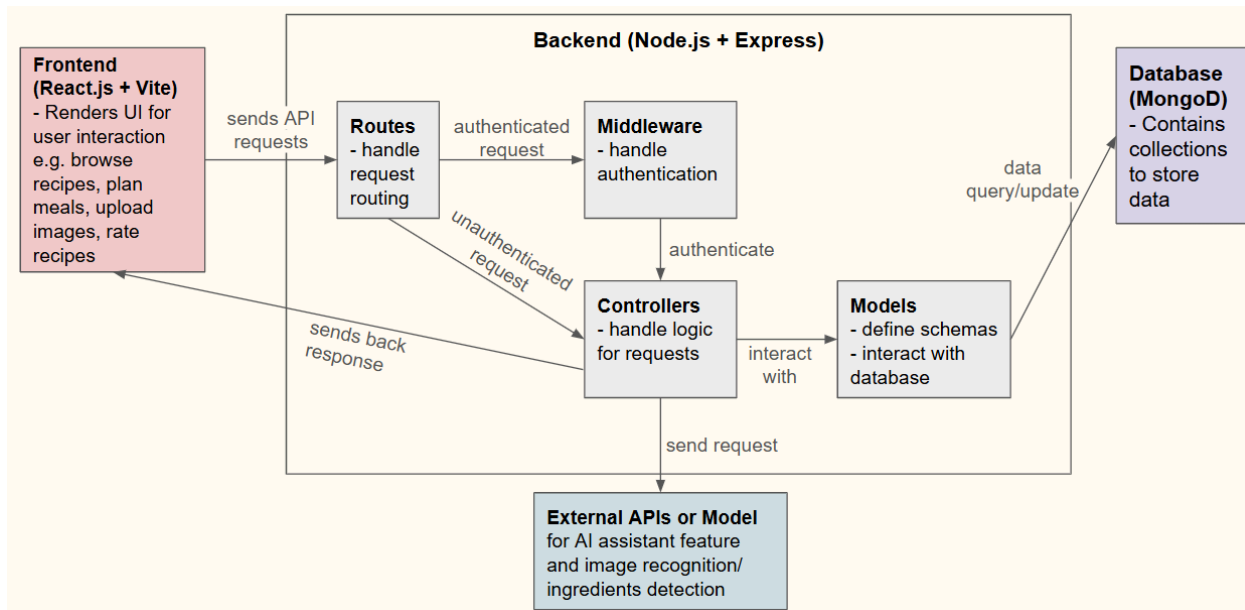 Backend (Node.js + Express)
Frontend
(React.js + Vite)
- Renders UI for
user interaction
e.g. browse
recipes, plan
meals, upload
images, rate
recipes
sends API
requests
Routes
- handle
request
routing
authenticated
request
Middleware
- handle
authentication
unauthenticated
request
authenticate
Controllers
- handle logic
for requests
sends back
response
interact
with
Models
- define schemas
- interact with
database
data
query/update
Database
(MongoD)
- Contains
collections
to store
data
send request
External APIs or Model
for AI assistant feature
and image recognition/
ingredients detection